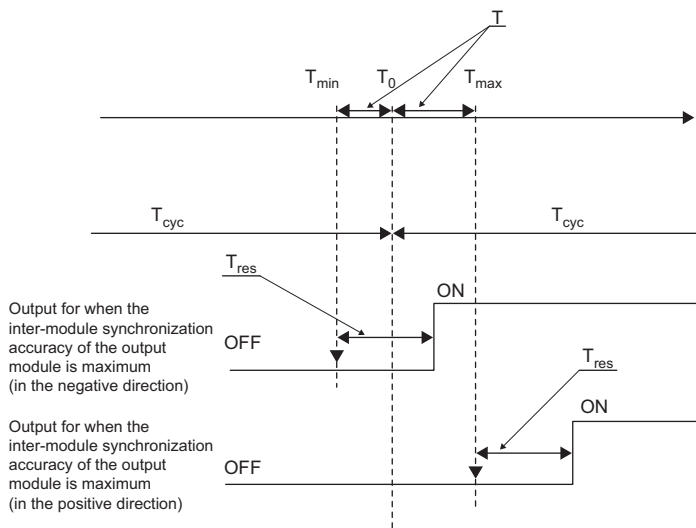 T
Tmin T0 Tmax
Tcyc Tcyc
Tres
ON
Output for when the
inter-module synchronization
accuracy of the output
module is maximum
(in the negative direction)
OFF
Tres
ON
Output for when the
inter-module synchronization
accuracy of the output
module is maximum
(in the positive direction)
OFF